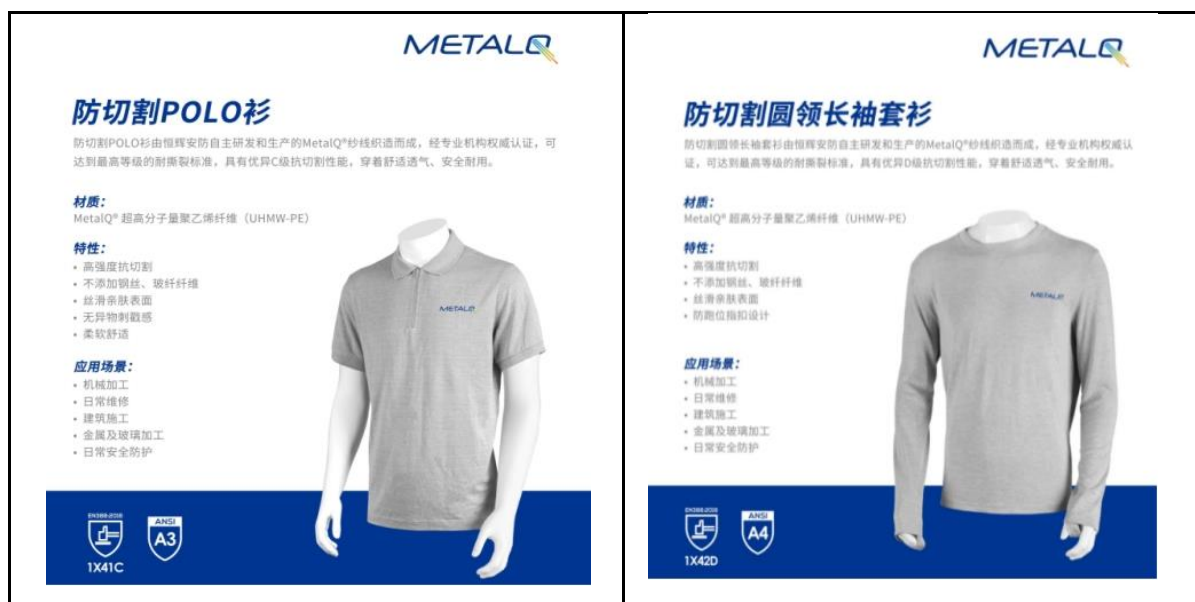 METALQ
防切割POLO衫
防切割POLO衫由恒辉安防自主研发和生产的MetalQ®纱线织造而成，经专业机构权威认证，可
达到最高等级的耐撕裂标准，具有优异C级抗切割性能，穿着舒适透气、安全耐用。
材质：
MetalQ® 超高分子量聚乙烯纤维（UHMW-PE）
特性：
• 高强度抗切割
• 不添加钢丝、玻纤纤维
• 丝滑亲肤表面
• 无异物刺戳感
• 柔软舒适
应用场景：
• 机械加工
• 日常维修
• 建筑施工
• 金属及玻璃加工
• 日常安全防护
METALQ
EN388:2016
1X41C
ANSI
A3
METALQ
防切割圆领长袖套衫
防切割圆领长袖套衫由恒辉安防自主研发和生产的MetalQ®纱线织造而成，经专业机构权威认
证，可达到最高等级的耐撕裂标准，具有优异D级抗切割性能，穿着舒适透气、安全耐用。
材质：
MetalQ® 超高分子量聚乙烯纤维（UHMW-PE）
特性：
• 高强度抗切割
• 不添加钢丝、玻纤纤维
• 丝滑亲肤表面
• 防跑位指扣设计
应用场景：
• 机械加工
• 日常维修
• 建筑施工
• 金属及玻璃加工
• 日常安全防护
METALQ
EN388:2016
1X42D
ANSI
A4